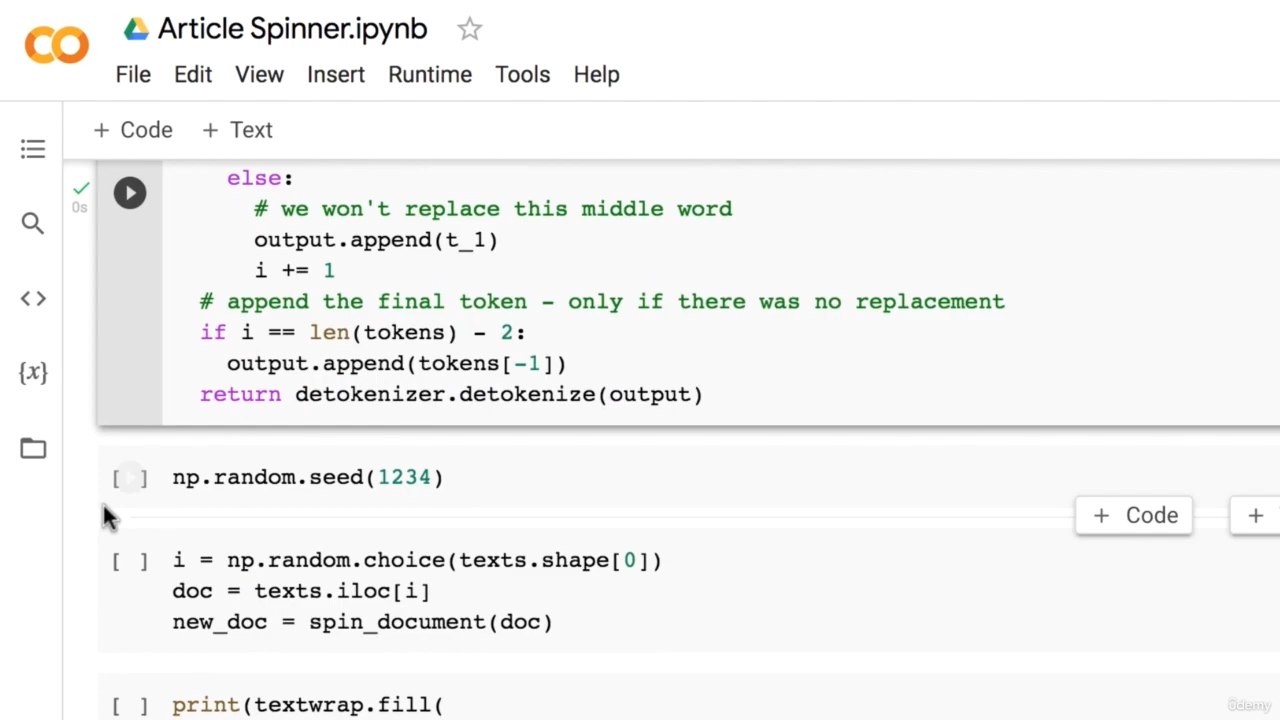 Article Spinner.ipynb
File Edit View Insert Runtime Tools Help
+ Code + Text
else:
0s
# we won't replace this middle word
output.append(t_1)
i += 1
# append the final token - only if there was no replacement
if i == len(tokens) - 2:
output.append(tokens[-1])
return detokenizer.detokenize(output)
[ ] np.random.seed(1234)
+ Code +
[ ] i = np.random.choice(texts.shape[0])
doc = texts.iloc[i]
new_doc = spin_document(doc)
[ ] print(textwrap.fill(
{x}
ûdemy